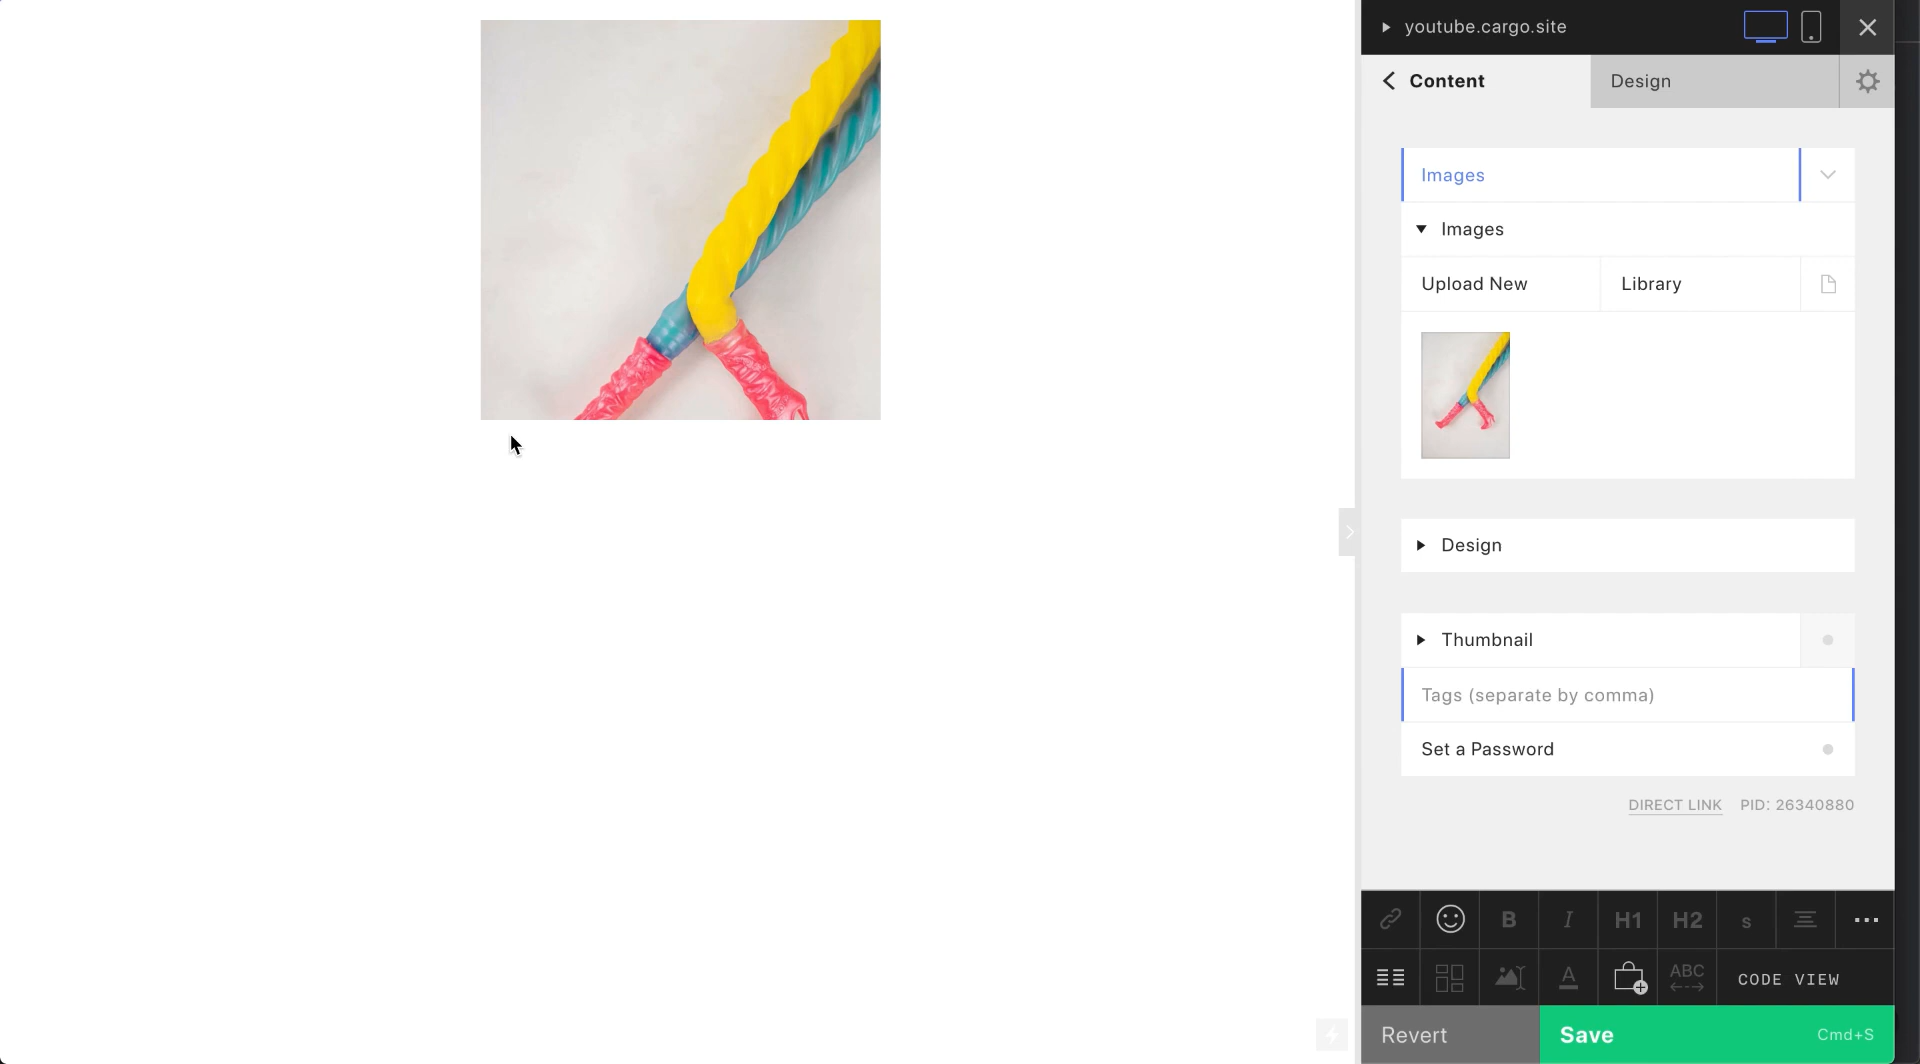 youtube.cargo.site
Content
Design
Images
Images
Upload New
Library
Design
Thumbnail
Tags (separate by comma)
Set a Password
DIRECT LINK PID: 26340880
B I H1 H2 s
A ABC CODE VIEW
Revert
Save
Cmd+S